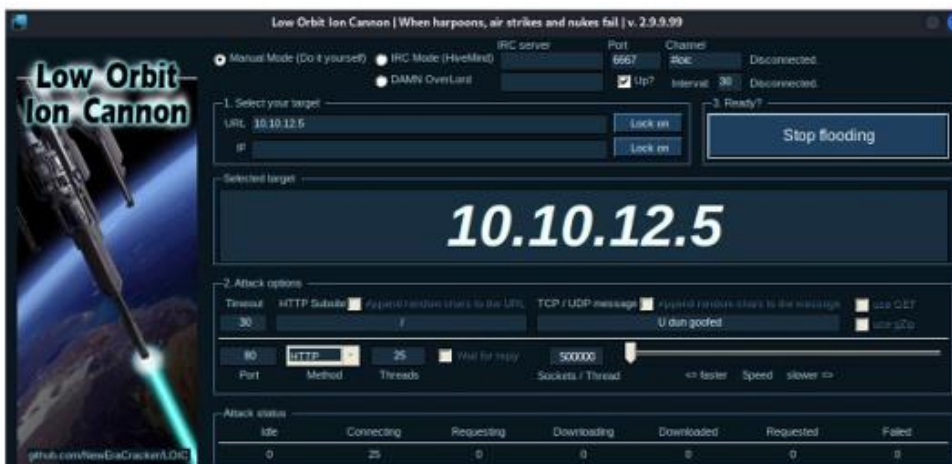 Low Orbit Ion Cannon | When harpoons, air strikes and nukes fail | v. 2.9.9.99
Low Orbit
Ion Cannon
IRC server Port Channel
Manual Mode (Do it yourself) IRC Mode (HiveMind) 6667 #loic Disconnected.
DAMN OverLord Up? Interval 30 Disconnected.
1. Select your target
URL 10.10.12.5 Lock on
IP Lock on
3. Ready?
Stop flooding
Selected target
10.10.12.5
2. Attack options
Timeout HTTP Subsite Append random chars to the URL TCP / UDP message Append random chars to the message use GET
30 / U dun goofed use gZip
80 HTTP 25 Wait for reply 500000
Port Method Threads Sockets / Thread <= faster Speed slower =>
Attack status
Idle Connecting Requesting Downloading Downloaded Requested Failed
0 25 0 0 0 0 0
github.com/NewEraCracker/LOIC